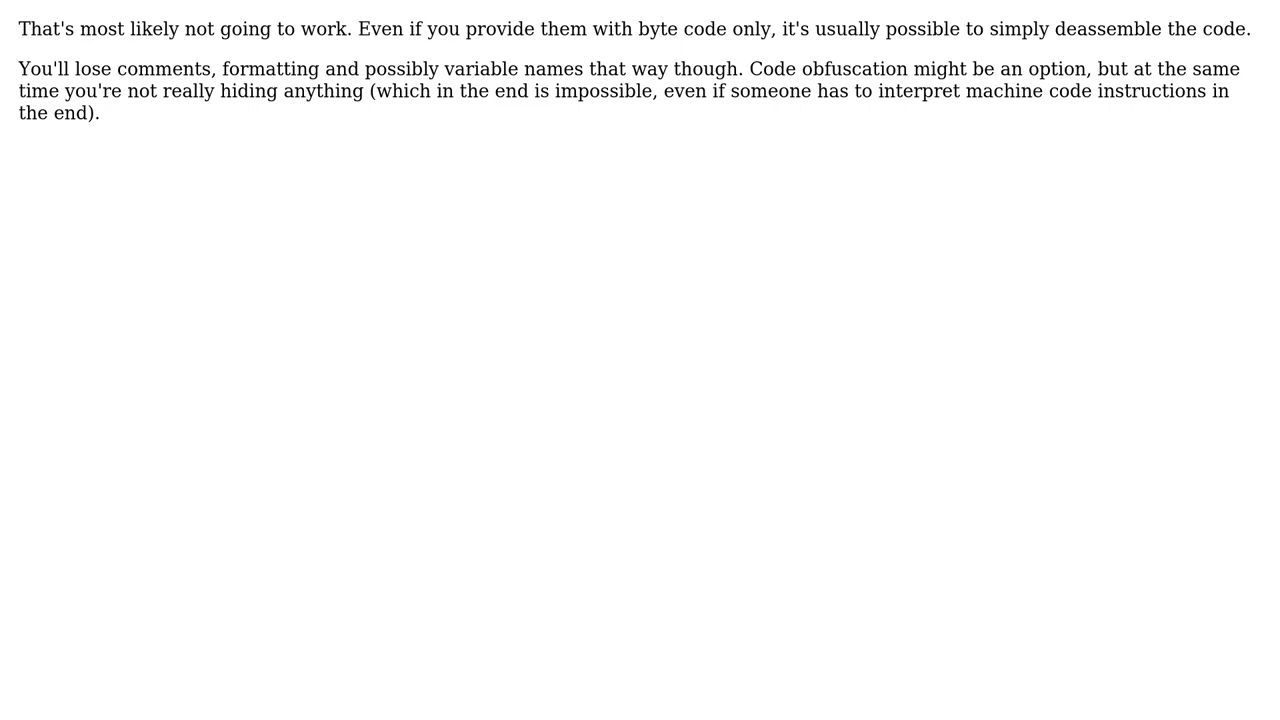 That's most likely not going to work. Even if you provide them with byte code only, it's usually possible to simply deassemble the code.
You'll lose comments, formatting and possibly variable names that way though. Code obfuscation might be an option, but at the same
time you're not really hiding anything (which in the end is impossible, even if someone has to interpret machine code instructions in
the end).